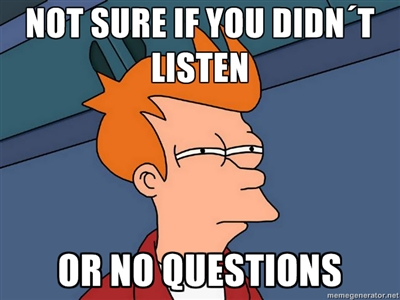 NOT SURE IF YOU DIDN´T
LISTEN
OR NO QUESTIONS
memegenerator.net